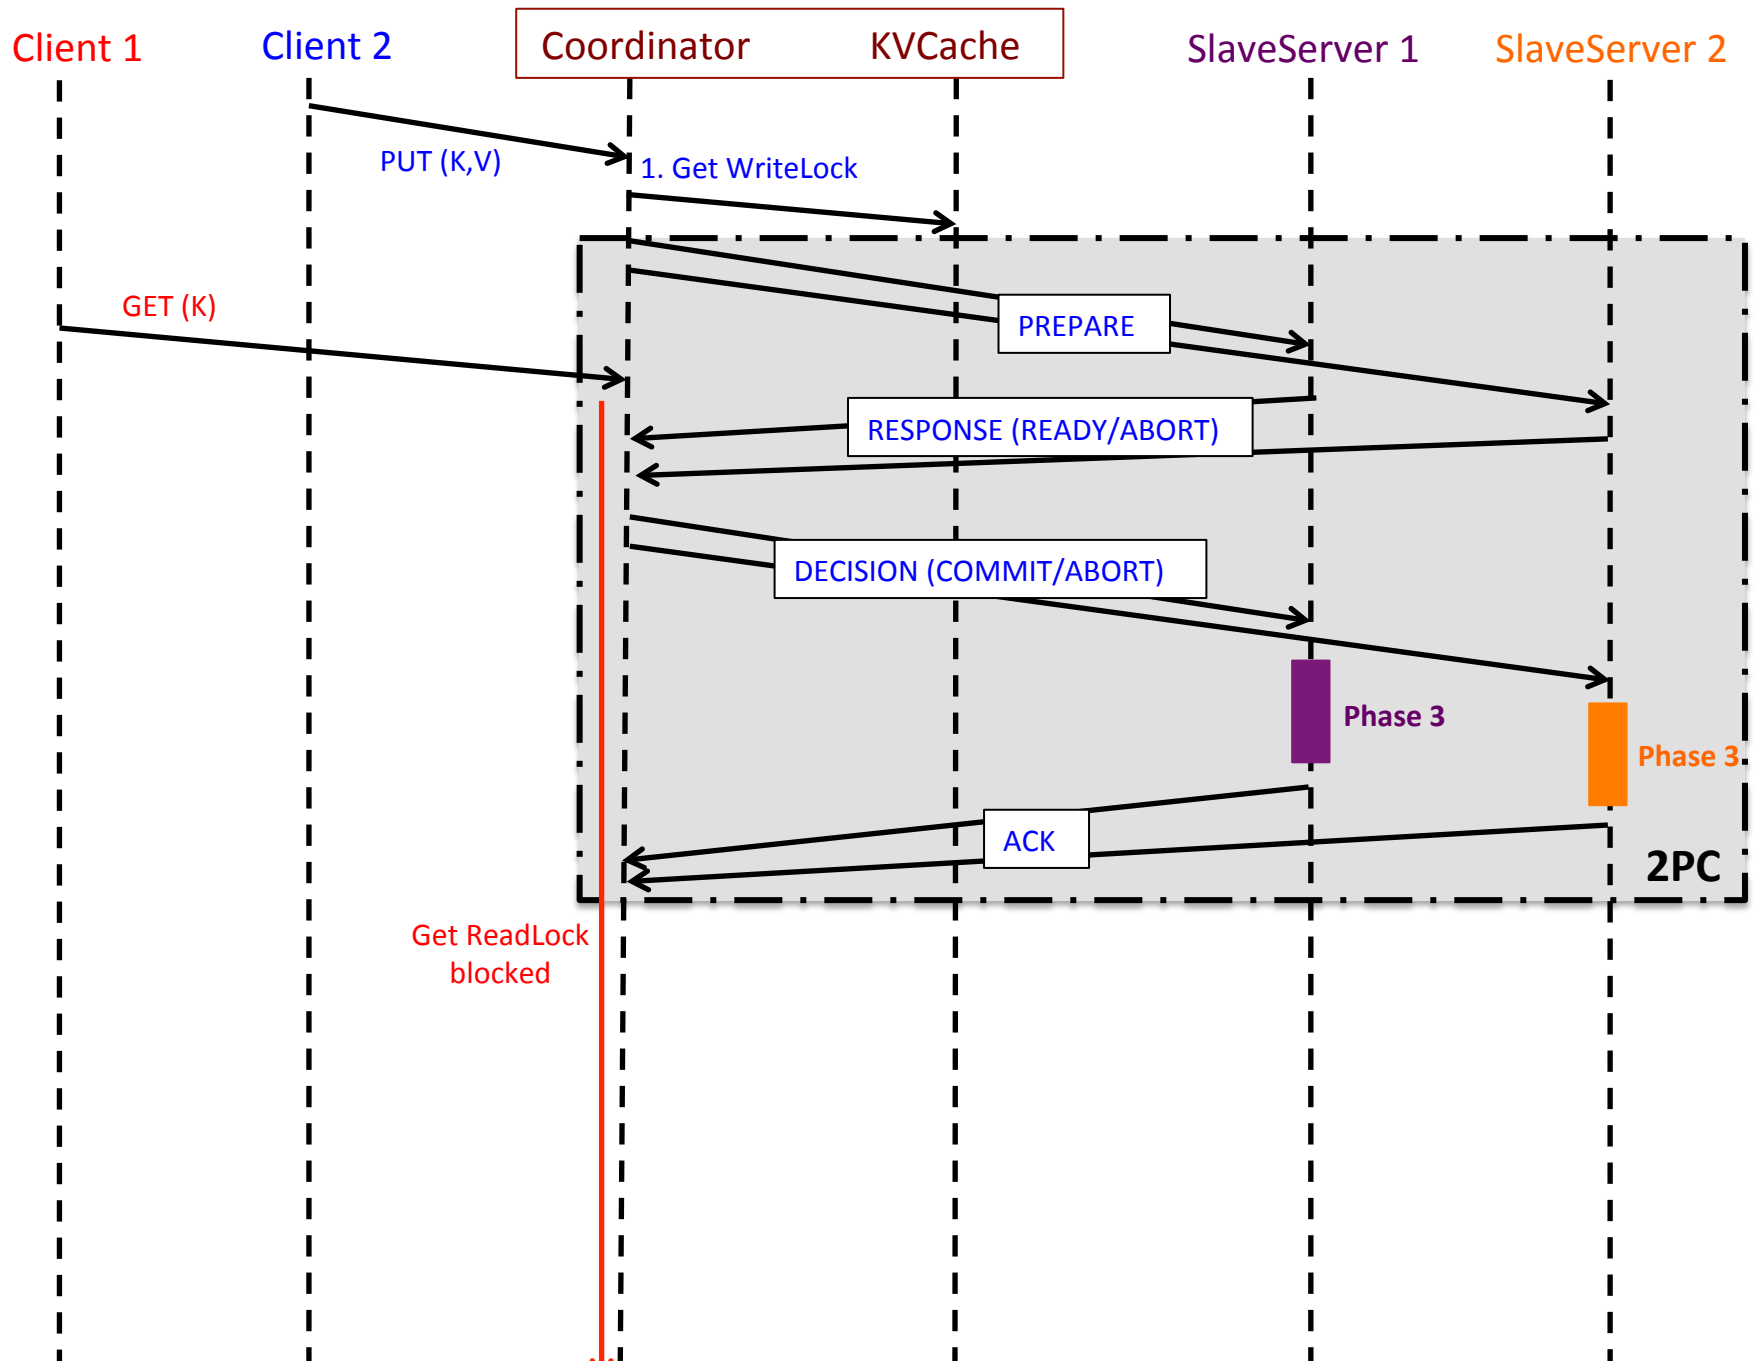 Client 1
Client 2
Coordinator
KVCache
SlaveServer 1
SlaveServer 2
PUT (K,V)
1. Get WriteLock
GET (K)
PREPARE
RESPONSE (READY/ABORT)
DECISION (COMMIT/ABORT)
Phase 3
Phase 3
ACK
2PC
Get ReadLock
blocked